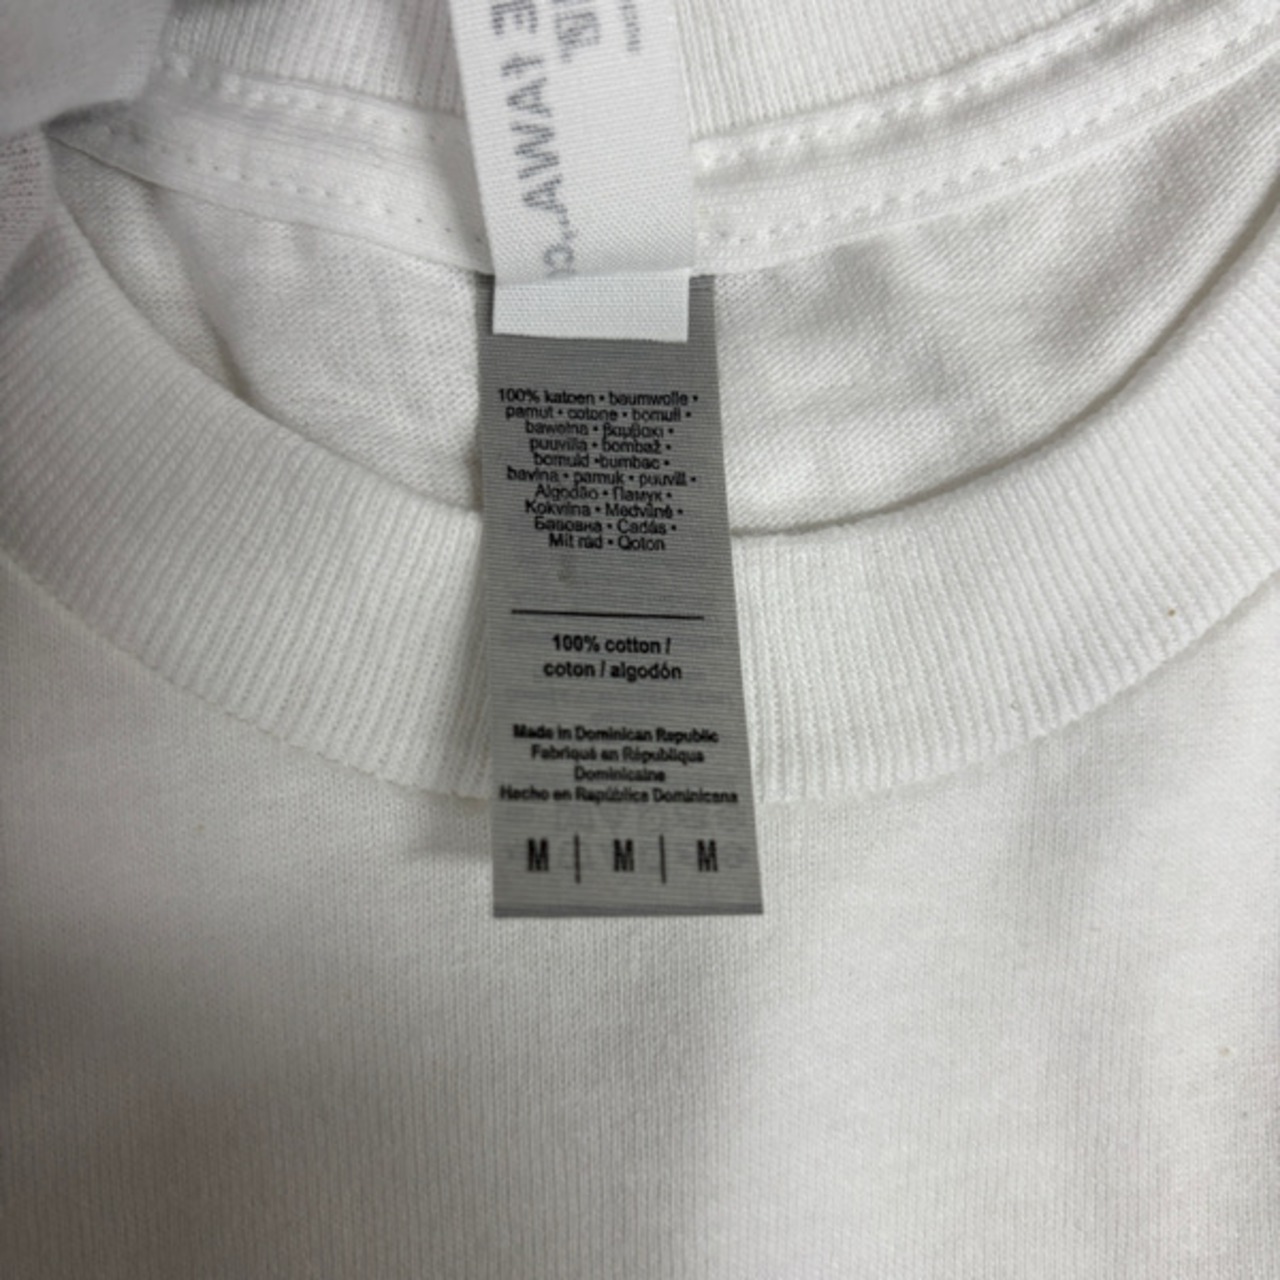 100% katoen • baumwolle •
pamut • cotone • bomull •
bawełna • βαμβακι •
puuvilla • bombaž •
bomuld •bumbac •
bavlna • pamuk • puuvill •
Algodão • Памук •
Kokvilna • Medvilnė •
Бавовна • Cadás •
Mit rād • Qoton
100% cotton /
coton / algodón
Made in Dominican Republic
Fabriqué en République
Dominicaine
Hecho en República Dominicana
M | M | M